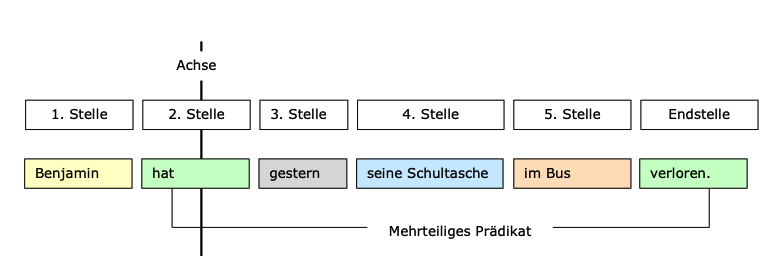 Achse
1. Stelle 2. Stelle 3. Stelle 4. Stelle 5. Stelle Endstelle
Benjamin hat gestern seine Schultasche im Bus verloren.
Mehrteiliges Prädikat